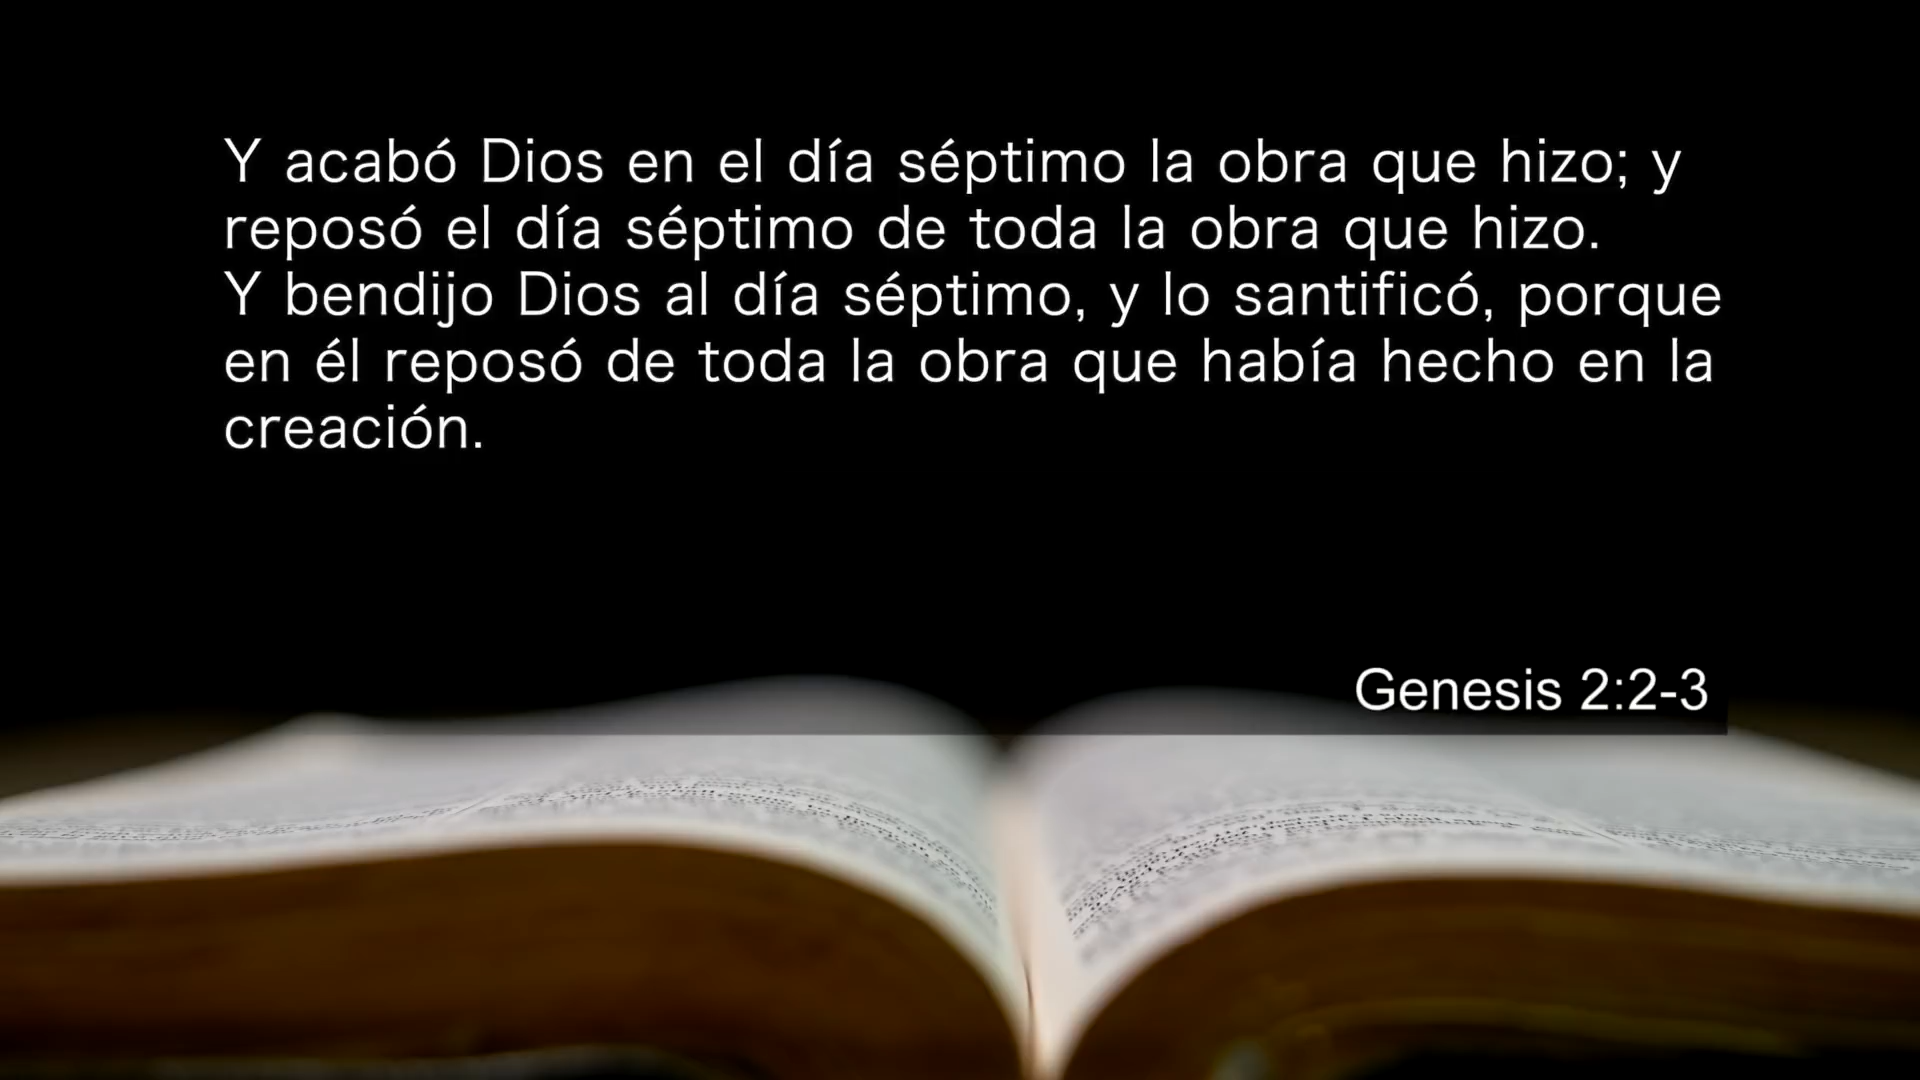 Y acabó Dios en el día séptimo la obra que hizo; y
reposó el día séptimo de toda la obra que hizo.
Y bendijo Dios al día séptimo, y lo santificó, porque
en él reposó de toda la obra que había hecho en la
creación.
Genesis 2:2-3